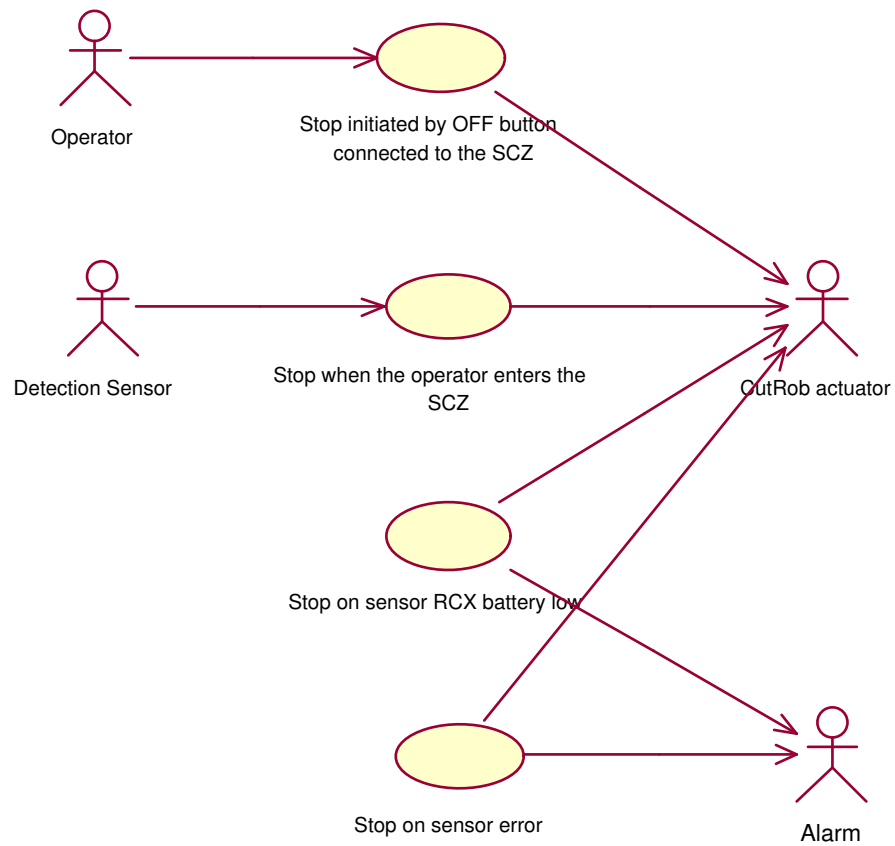 Operator
Stop initiated by OFF button
connected to the SCZ
Detection Sensor
Stop when the operator enters the
SCZ
CutRob actuator
Stop on sensor RCX battery low
Stop on sensor error
Alarm